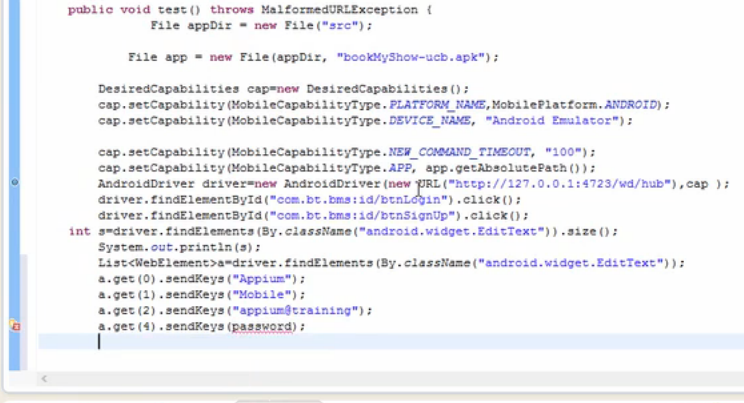 public void test() throws MalformedURLException {
File appDir = new File("src");
File app = new File(appDir, "bookMyShow-ucb.apk");
DesiredCapabilities cap=new DesiredCapabilities();
cap.setCapability(MobileCapabilityType.PLATFORM_NAME,MobilePlatform.ANDROID);
cap.setCapability(MobileCapabilityType.DEVICE_NAME, "Android Emulator");
cap.setCapability(MobileCapabilityType.NEW_COMMAND_TIMEOUT, "100");
cap.setCapability(MobileCapabilityType.APP, app.getAbsolutePath());
AndroidDriver driver=new AndroidDriver(new URL("http://127.0.0.1:4723/wd/hub"),cap );
driver.findElementById("com.bt.bms:id/btnLogin").click();
driver.findElementById("com.bt.bms:id/btnSignUp").click();
int s=driver.findElements(By.className("android.widget.EditText")).size();
System.out.println(s);
List<WebElement>a=driver.findElements(By.className("android.widget.EditText"));
a.get(0).sendKeys("Appium");
a.get(1).sendKeys("Mobile");
a.get(2).sendKeys("appium@training");
a.get(4).sendKeys(password);